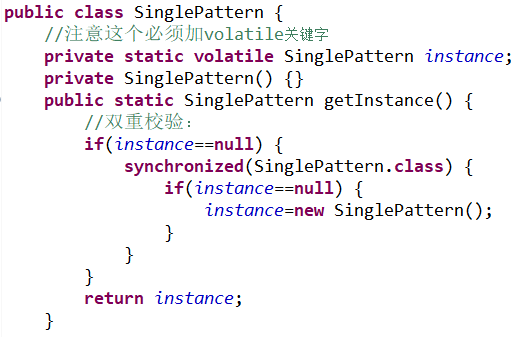 public class SinglePattern {
    //注意这个必须加volatile关键字
    private static volatile SinglePattern instance;
    private SinglePattern() {}
    public static SinglePattern getInstance() {
        //双重校验：
        if(instance==null) {
            synchronized(SinglePattern.class) {
                if(instance==null) {
                    instance=new SinglePattern();
                }
            }
        }
        return instance;
    }